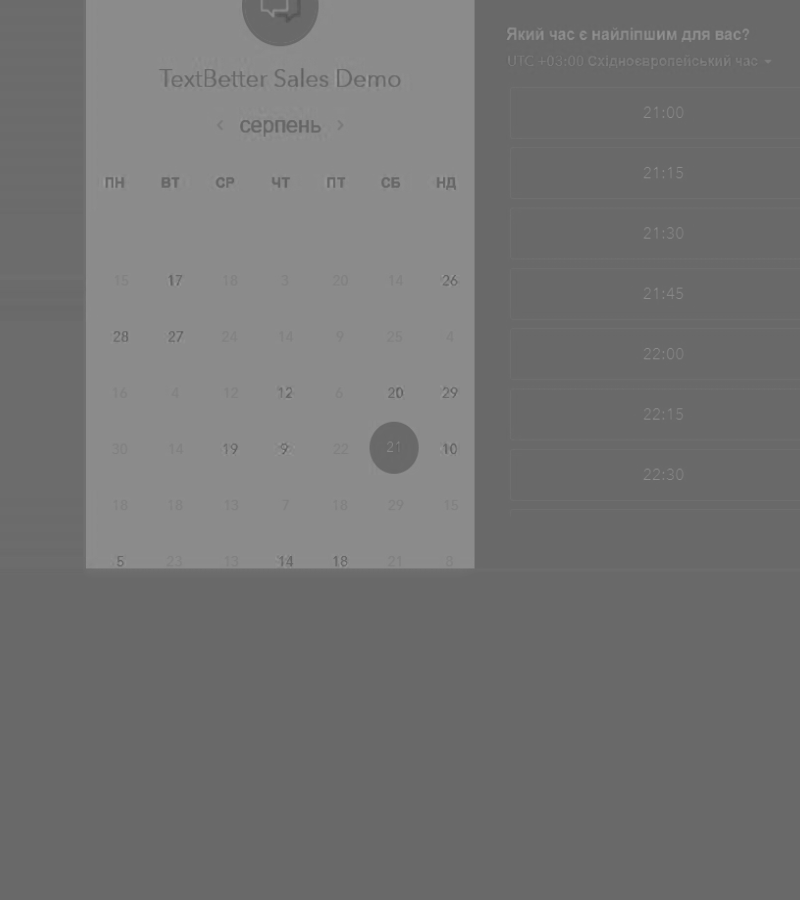 TextBetter Sales Demo
‹ серпень ›
ПН ВТ СР ЧТ ПТ СБ НД
15 17 18 3 20 14 26
28 27 24 14 9 25 4
16 4 12 12 6 20 29
30 14 19 9 22 21 10
18 18 13 7 18 29 15
5 23 13 14 18 21 8
Який час є найліпшим для вас?
UTC +03:00 Східноєвропейський час
21:00
21:15
21:30
21:45
22:00
22:15
22:30